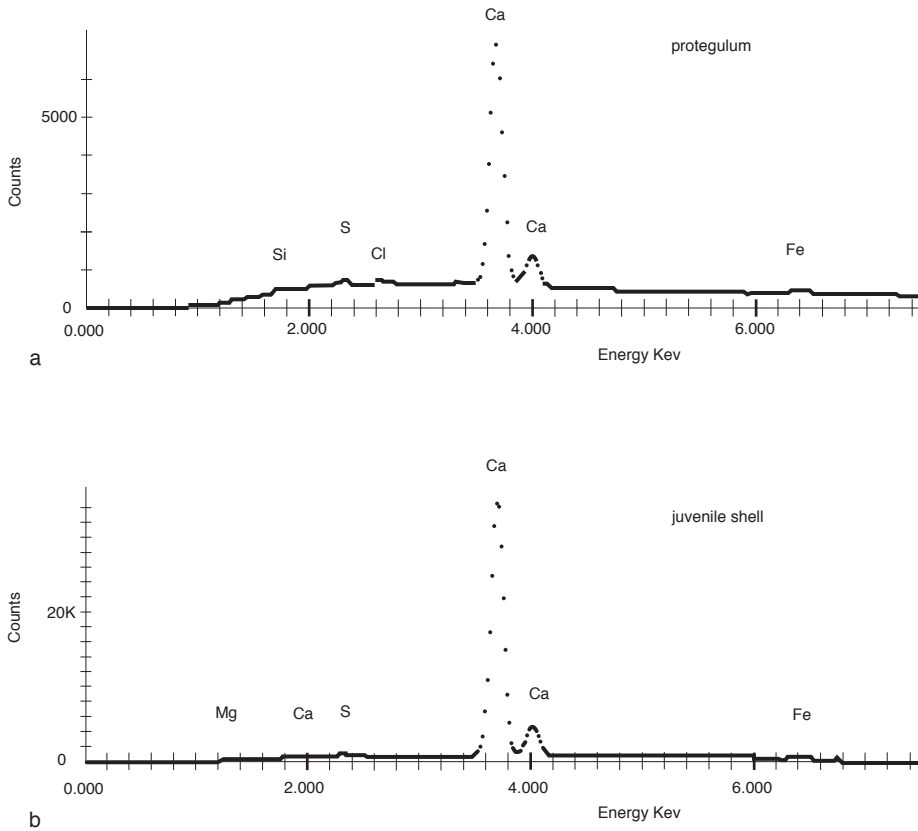 Ca
protegulum
5000
Counts
S
Si
Cl
Ca
Fe
0
0.000
2.000
4.000
6.000
Energy Kev
a
Ca
juvenile shell
20K
Counts
Mg
Ca
S
Ca
Fe
0
0.000
2.000
4.000
6.000
Energy Kev
b